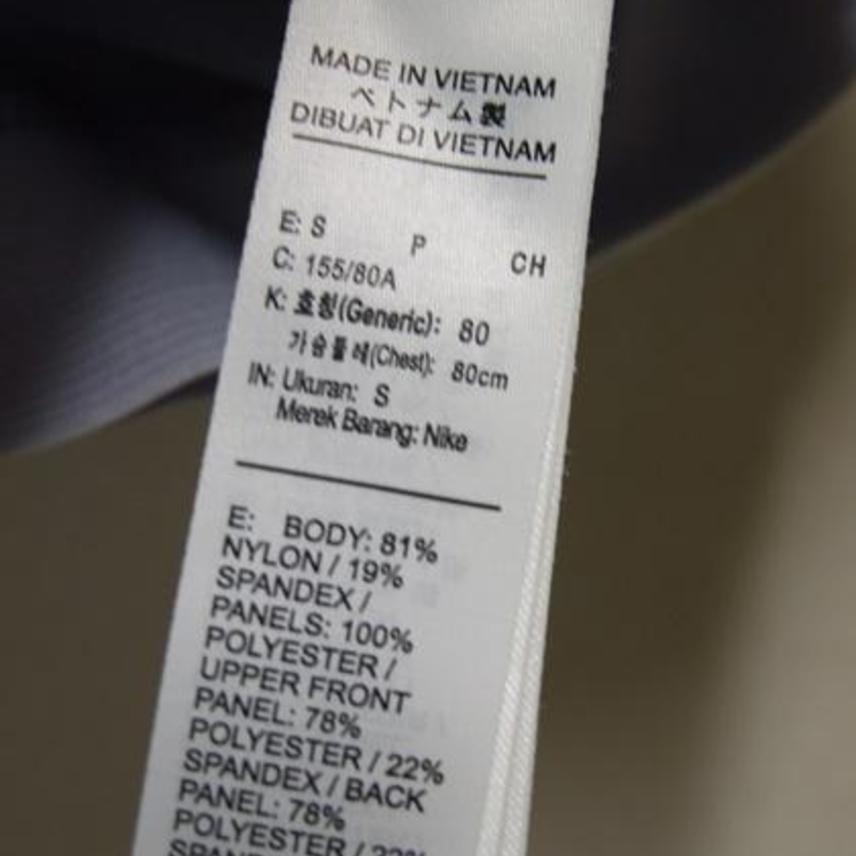 MADE IN VIETNAM
ベトナム製
DIBUAT DI VIETNAM
E: S P CH
C: 155/80A
K: 호칭(Generic): 80
가슴둘레(Chest): 80cm
IN: Ukuran: S
Merek Barang: Nike
E: BODY: 81%
NYLON / 19%
SPANDEX /
PANELS: 100%
POLYESTER /
UPPER FRONT
PANEL: 78%
POLYESTER / 22%
SPANDEX / BACK
PANEL: 78%
POLYESTER / 22%